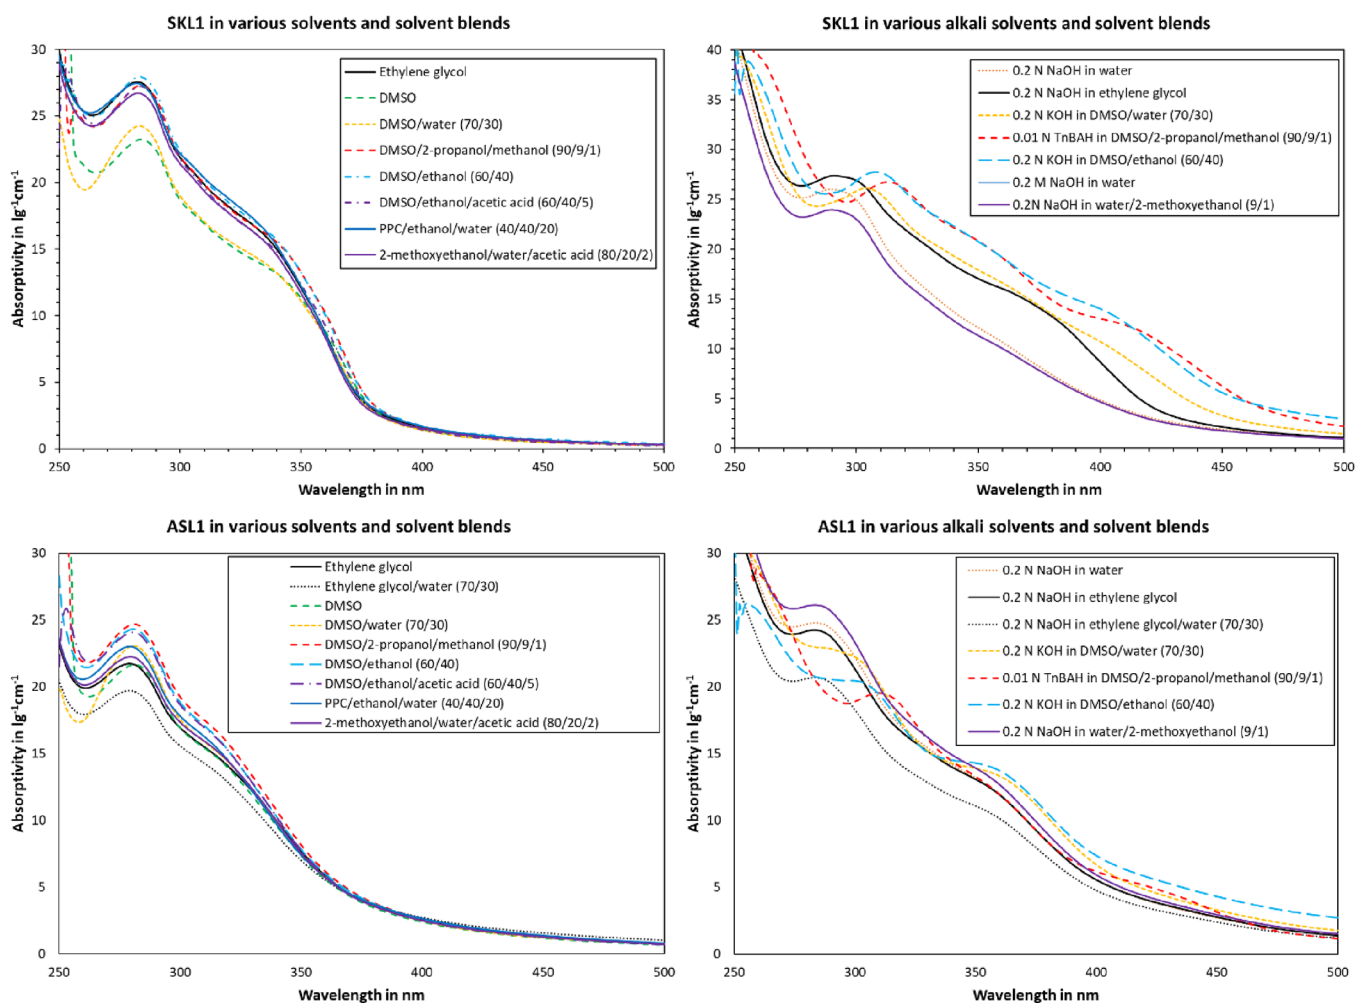 SKL1 in various solvents and solvent blends
30
25
20
15
10
5
0
Absorptivity in lg⁻¹cm⁻¹
Ethylene glycol
DMSO
DMSO/water (70/30)
DMSO/2-propanol/methanol (90/9/1)
DMSO/ethanol (60/40)
DMSO/ethanol/acetic acid (60/40/5)
PPC/ethanol/water (40/40/20)
2-methoxyethanol/water/acetic acid (80/20/2)
250 300 350 400 450 500
Wavelength in nm
SKL1 in various alkali solvents and solvent blends
40
35
30
25
20
15
10
5
0
Absorptivity in lg⁻¹cm⁻¹
0.2 N NaOH in water
0.2 N NaOH in ethylene glycol
0.2 N KOH in DMSO/water (70/30)
0.01 N TnBAH in DMSO/2-propanol/methanol (90/9/1)
0.2 N KOH in DMSO/ethanol (60/40)
0.2 M NaOH in water
0.2N NaOH in water/2-methoxyethanol (9/1)
250 300 350 400 450 500
Wavelength in nm
ASL1 in various solvents and solvent blends
30
25
20
15
10
5
0
Absorptivity in lg⁻¹cm⁻¹
Ethylene glycol
Ethylene glycol/water (70/30)
DMSO
DMSO/water (70/30)
DMSO/2-propanol/methanol (90/9/1)
DMSO/ethanol (60/40)
DMSO/ethanol/acetic acid (60/40/5)
PPC/ethanol/water (40/40/20)
2-methoxyethanol/water/acetic acid (80/20/2)
250 300 350 400 450 500
Wavelength in nm
ASL1 in various alkali solvents and solvent blends
30
25
20
15
10
5
0
Absorptivity in lg⁻¹cm⁻¹
0.2 N NaOH in water
0.2 N NaOH in ethylene glycol
0.2 N NaOH in ethylene glycol/water (70/30)
0.2 N KOH in DMSO/water (70/30)
0.01 N TnBAH in DMSO/2-propanol/methanol (90/9/1)
0.2 N KOH in DMSO/ethanol (60/40)
0.2 N NaOH in water/2-methoxyethanol (9/1)
250 300 350 400 450 500
Wavelength in nm